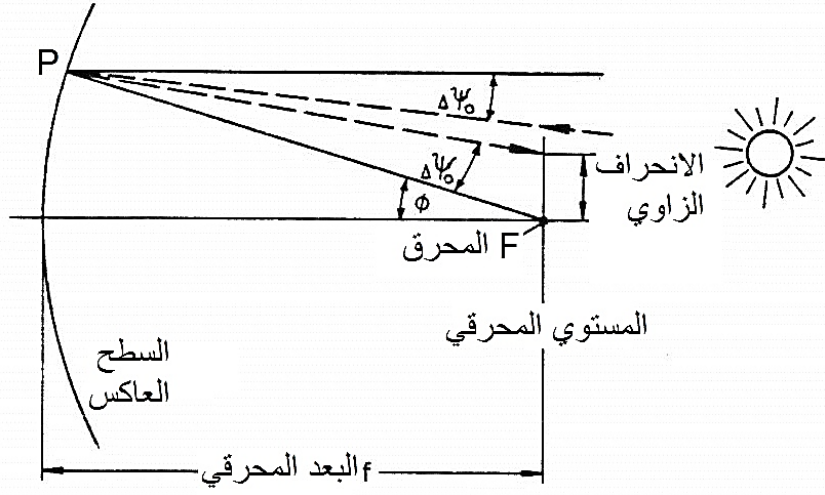 P
Δψ₀
Δψ₀
ϕ
الانحراف
الزاوي
المحرق F
المستوي المحرقي
السطح
العاكس
البعد المحرقي f